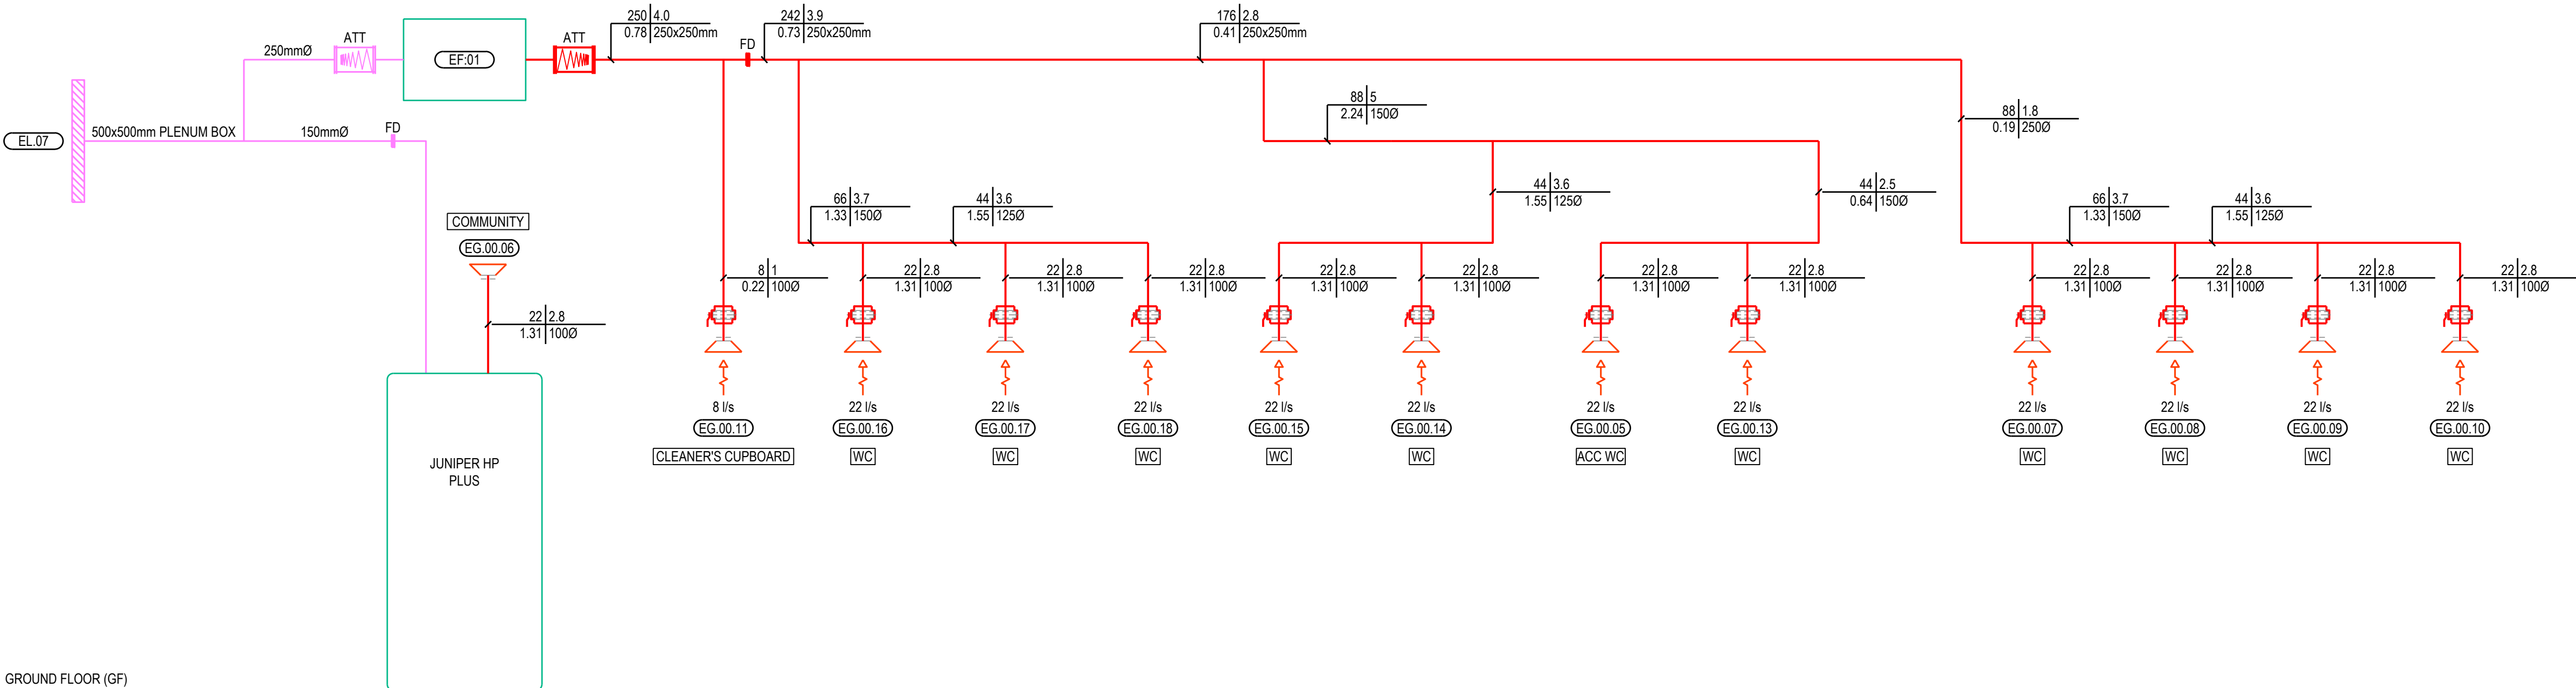 250 4.0
0.78 250x250mm
242 3.9
0.73 250x250mm
176 2.8
0.41 250x250mm
ATT
250mmØ
EF:01
ATT
FD
88 5
2.24 150Ø
88 1.8
0.19 250Ø
EL.07
500x500mm PLENUM BOX
150mmØ
FD
66 3.7
1.33 150Ø
44 3.6
1.55 125Ø
44 3.6
1.55 125Ø
44 2.5
0.64 150Ø
66 3.7
1.33 150Ø
44 3.6
1.55 125Ø
COMMUNITY
EG.00.06
22 2.8
1.31 100Ø
8 1
0.22 100Ø
22 2.8
1.31 100Ø
22 2.8
1.31 100Ø
22 2.8
1.31 100Ø
22 2.8
1.31 100Ø
22 2.8
1.31 100Ø
22 2.8
1.31 100Ø
22 2.8
1.31 100Ø
22 2.8
1.31 100Ø
22 2.8
1.31 100Ø
22 2.8
1.31 100Ø
22 2.8
1.31 100Ø
8 l/s
EG.00.11
CLEANER'S CUPBOARD
22 l/s
EG.00.16
WC
22 l/s
EG.00.17
WC
22 l/s
EG.00.18
WC
22 l/s
EG.00.15
WC
22 l/s
EG.00.14
WC
22 l/s
EG.00.05
ACC WC
22 l/s
EG.00.13
WC
22 l/s
EG.00.07
WC
22 l/s
EG.00.08
WC
22 l/s
EG.00.09
WC
22 l/s
EG.00.10
WC
JUNIPER HP
PLUS
GROUND FLOOR (GF)